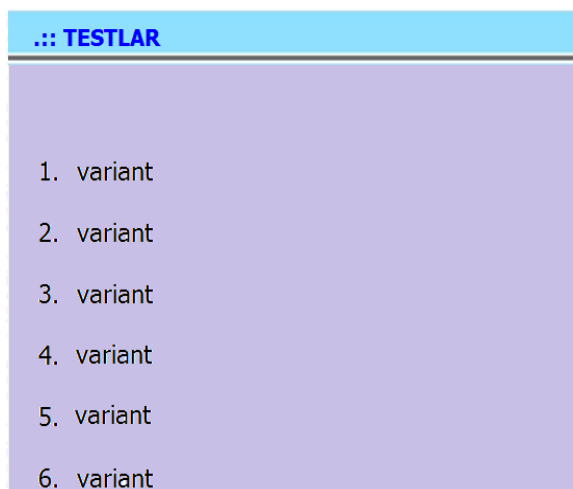 .:: TESTLAR
1. variant
2. variant
3. variant
4. variant
5. variant
6. variant